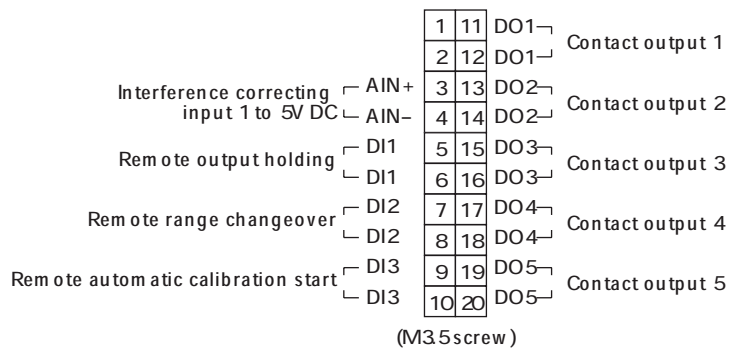 1 11 DO1
Contact output 1
2 12 DO1
Interference correcting input 1 to 5V DC
AIN+ 3 13 DO2
Contact output 2
AIN– 4 14 DO2
Remote output holding
DI1 5 15 DO3
Contact output 3
DI1 6 16 DO3
Remote range changeover
DI2 7 17 DO4
Contact output 4
DI2 8 18 DO4
Remote automatic calibration start
DI3 9 19 DO5
Contact output 5
DI3 10 20 DO5
(M3.5 screw)